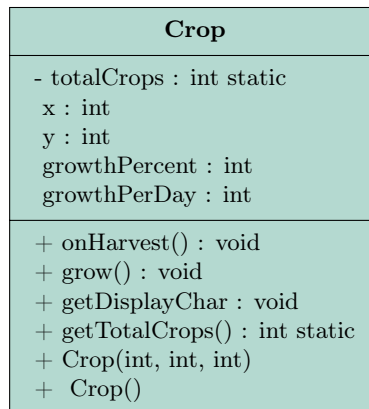 Crop
- totalCrops : int static
x : int
y : int
growthPercent : int
growthPerDay : int
+ onHarvest() : void
+ grow() : void
+ getDisplayChar : void
+ getTotalCrops() : int static
+ Crop(int, int, int)
+ Crop()